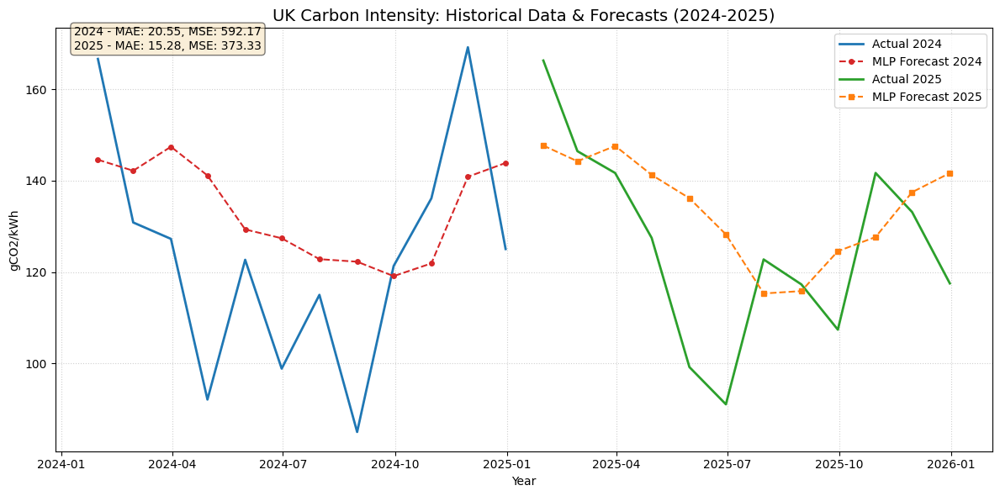 UK Carbon Intensity: Historical Data & Forecasts (2024-2025)
2024 - MAE: 20.55, MSE: 592.17
2025 - MAE: 15.28, MSE: 373.33
Actual 2024
MLP Forecast 2024
Actual 2025
MLP Forecast 2025
gCO2/kWh
160
140
120
100
2024-01 2024-04 2024-07 2024-10 2025-01 2025-04 2025-07 2025-10 2026-01
Year